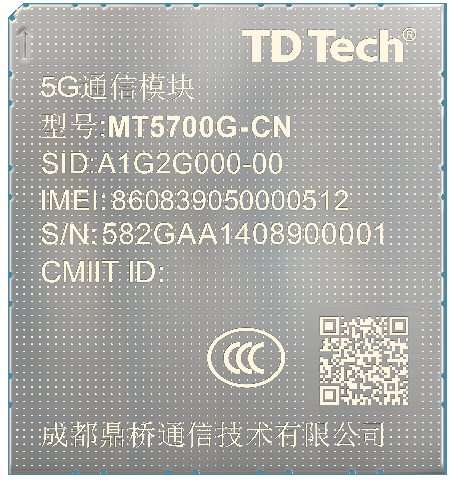 TD Tech®
5G通信模块
型号:MT5700G-CN
SID:A1G2G000-00
IMEI:860839050000512
S/N:582GAA1408900001
CMIIT ID:
CCC
成都鼎桥通信技术有限公司